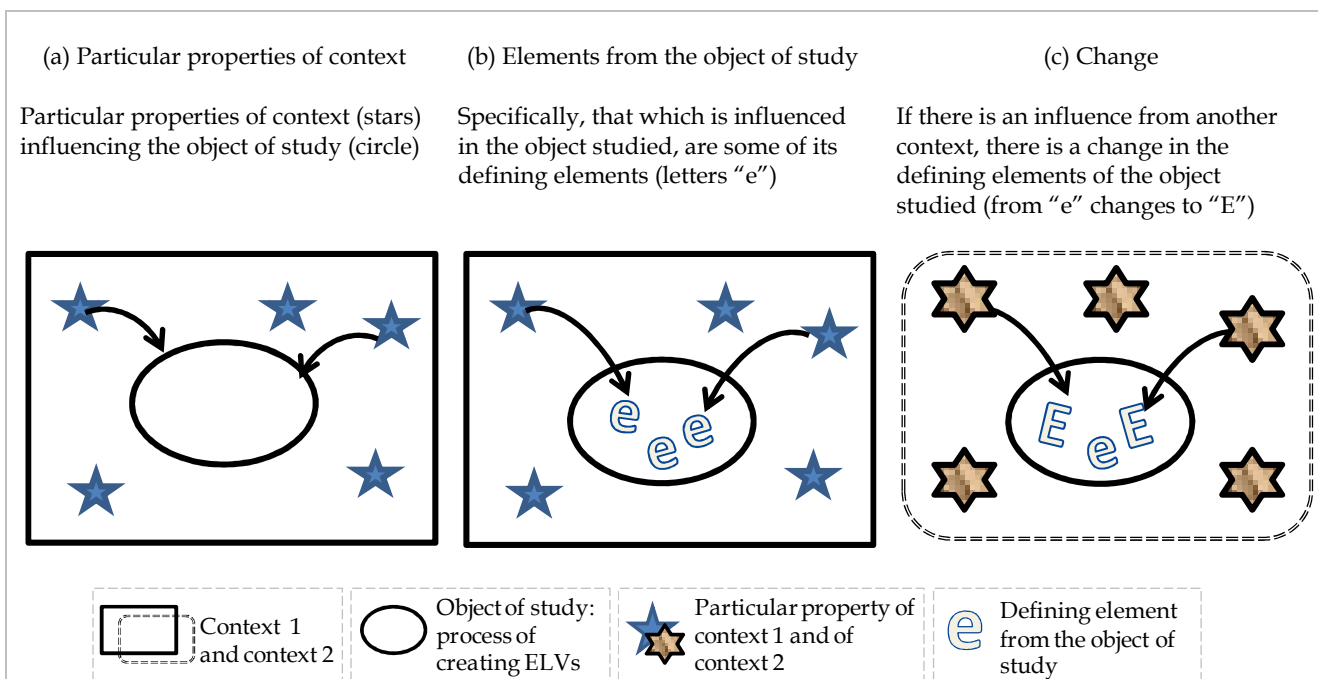 (a) Particular properties of context
Particular properties of context (stars)
influencing the object of study (circle)
(b) Elements from the object of study
Specifically, that which is influenced
in the object studied, are some of its
defining elements (letters “e”)
(c) Change
If there is an influence from another
context, there is a change in the
defining elements of the object
studied (from “e” changes to “E”)
e
e
e
E
e
E
Context 1
and context 2
Object of study:
process of
creating ELVs
Particular property of
context 1 and of
context 2
e
Defining element
from the object of
study